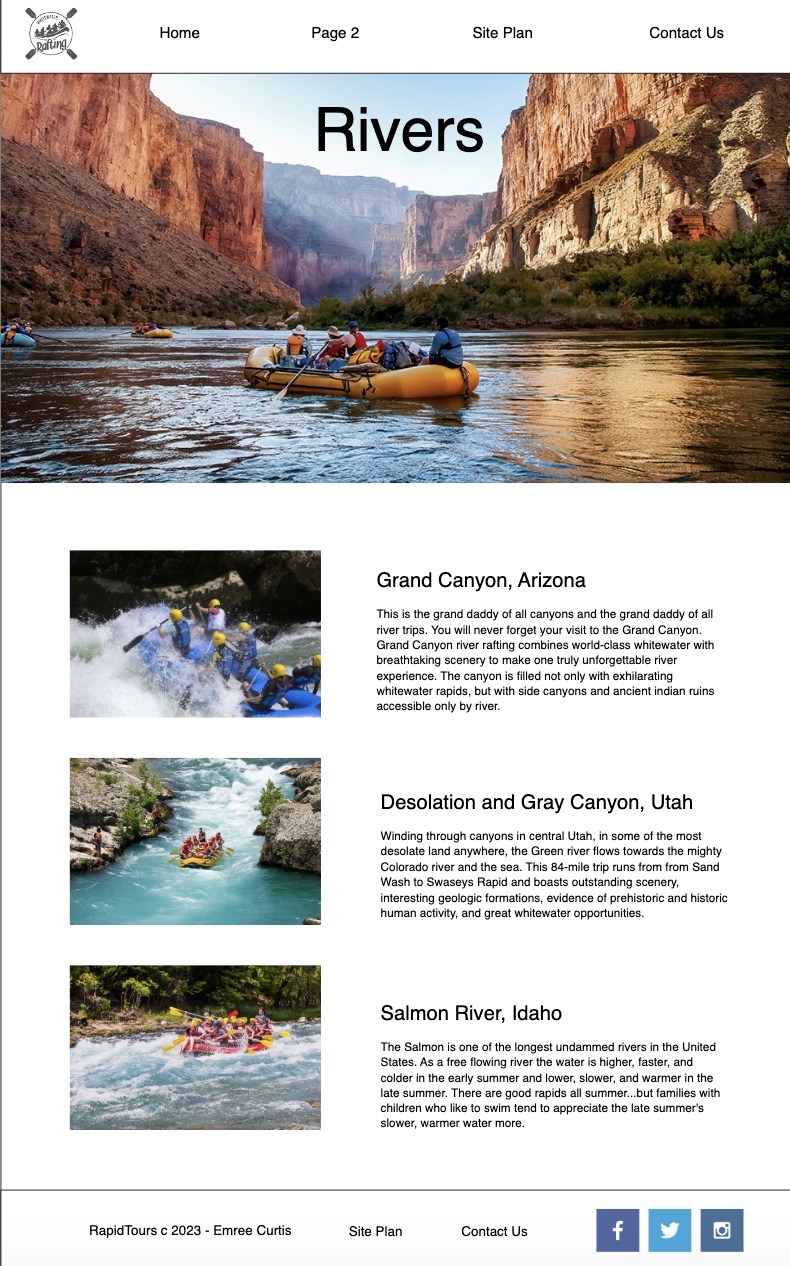 Rafting
Home
Page 2
Site Plan
Contact Us
Rivers
Grand Canyon, Arizona
This is the grand daddy of all canyons and the grand daddy of all
river trips. You will never forget your visit to the Grand Canyon.
Grand Canyon river rafting combines world-class whitewater with
breathtaking scenery to make one truly unforgettable river
experience. The canyon is filled not only with exhilarating
whitewater rapids, but with side canyons and ancient indian ruins
accessible only by river.
Desolation and Gray Canyon, Utah
Winding through canyons in central Utah, in some of the most
desolate land anywhere, the Green river flows towards the mighty
Colorado river and the sea. This 84-mile trip runs from from Sand
Wash to Swaseys Rapid and boasts outstanding scenery,
interesting geologic formations, evidence of prehistoric and historic
human activity, and great whitewater opportunities.
Salmon River, Idaho
The Salmon is one of the longest undammed rivers in the United
States. As a free flowing river the water is higher, faster, and
colder in the early summer and lower, slower, and warmer in the
late summer. There are good rapids all summer...but families with
children who like to swim tend to appreciate the late summer's
slower, warmer water more.
RapidTours c 2023 - Emree Curtis
Site Plan
Contact Us